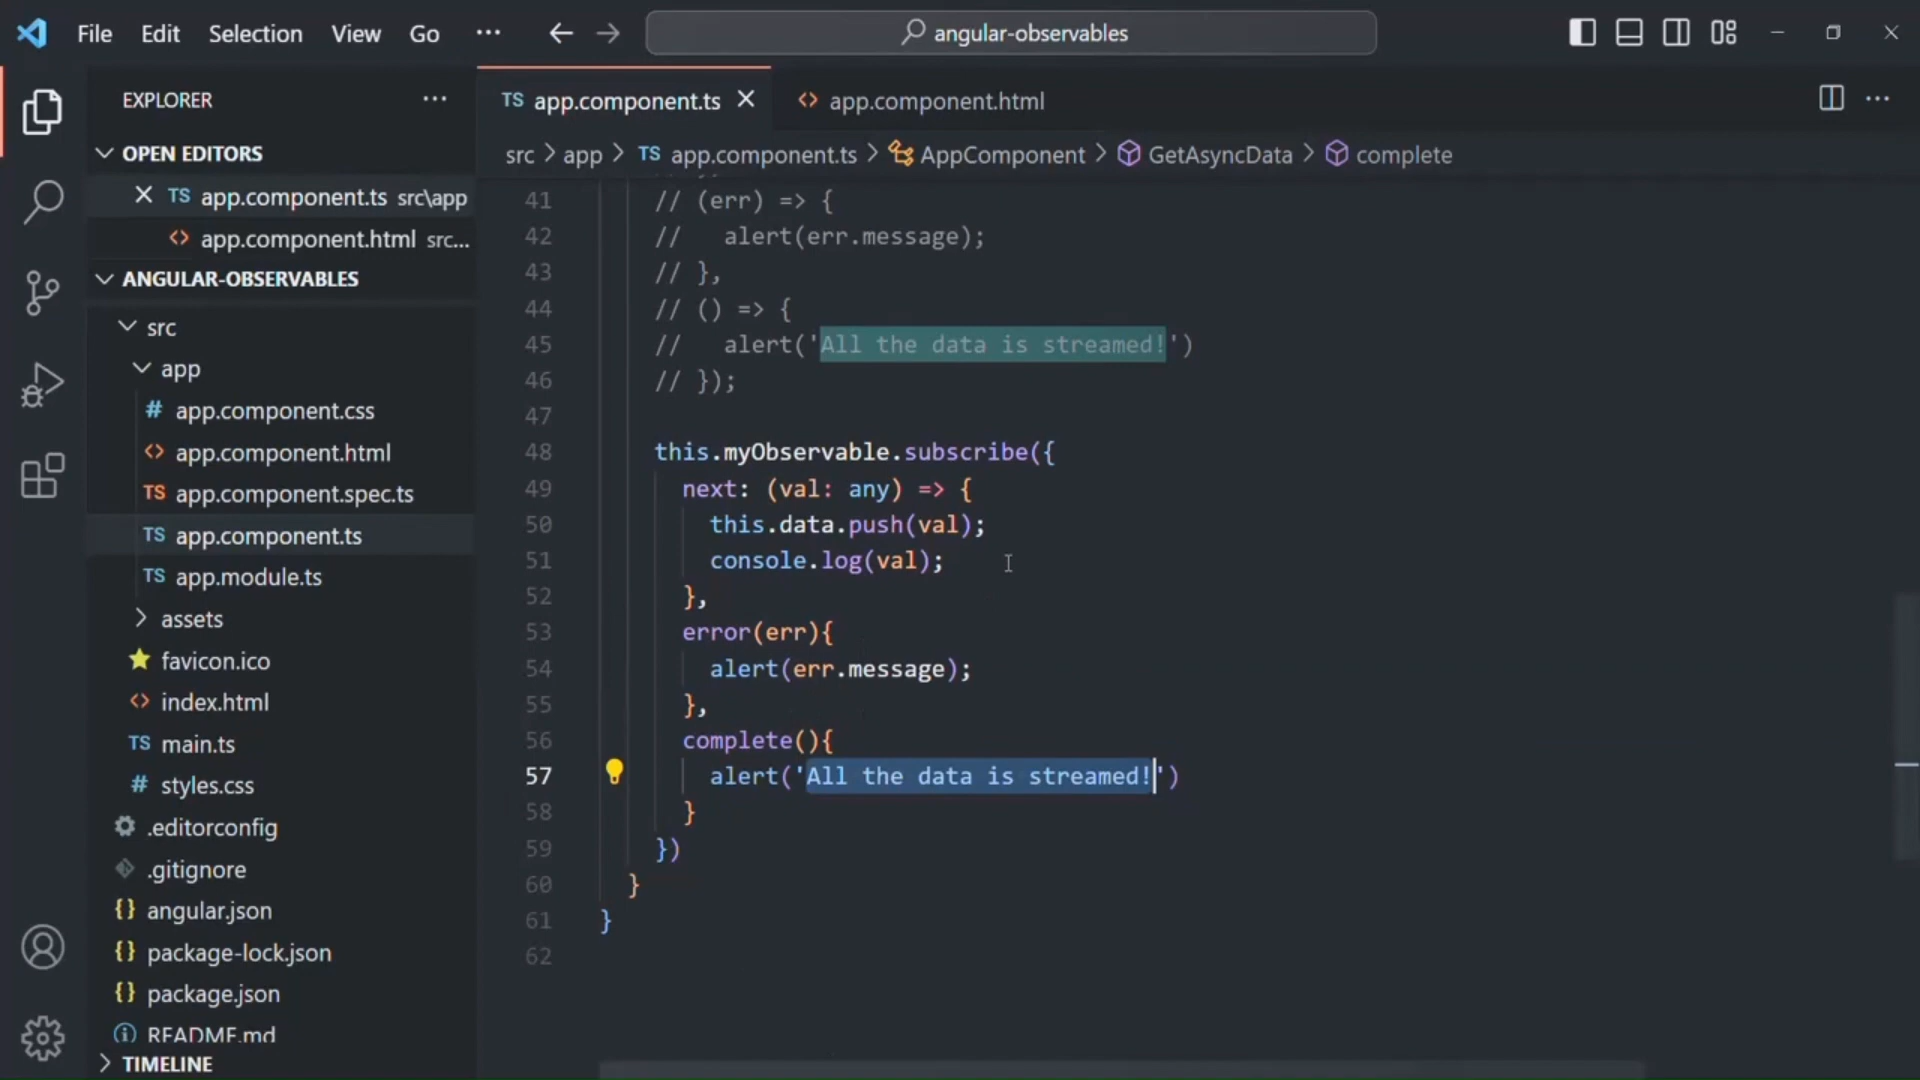 File Edit Selection View Go ··· angular-observables
EXPLORER ···
OPEN EDITORS
TS app.component.ts src\app
<> app.component.html src...
ANGULAR-OBSERVABLES
src
app
# app.component.css
<> app.component.html
TS app.component.spec.ts
TS app.component.ts
TS app.module.ts
assets
favicon.ico
<> index.html
TS main.ts
# styles.css
.editorconfig
.gitignore
{} angular.json
{} package-lock.json
{} package.json
README.md
TIMELINE
TS app.component.ts
<> app.component.html
src > app > TS app.component.ts > AppComponent > GetAsyncData > complete
41 // (err) => {
42 //   alert(err.message);
43 // },
44 // () => {
45 //   alert('All the data is streamed!')
46 // });
47
48 this.myObservable.subscribe({
49   next: (val: any) => {
50     this.data.push(val);
51     console.log(val);
52   },
53   error(err){
54     alert(err.message);
55   },
56   complete(){
57     alert('All the data is streamed!')
58   }
59 })
60 }
61 }
62